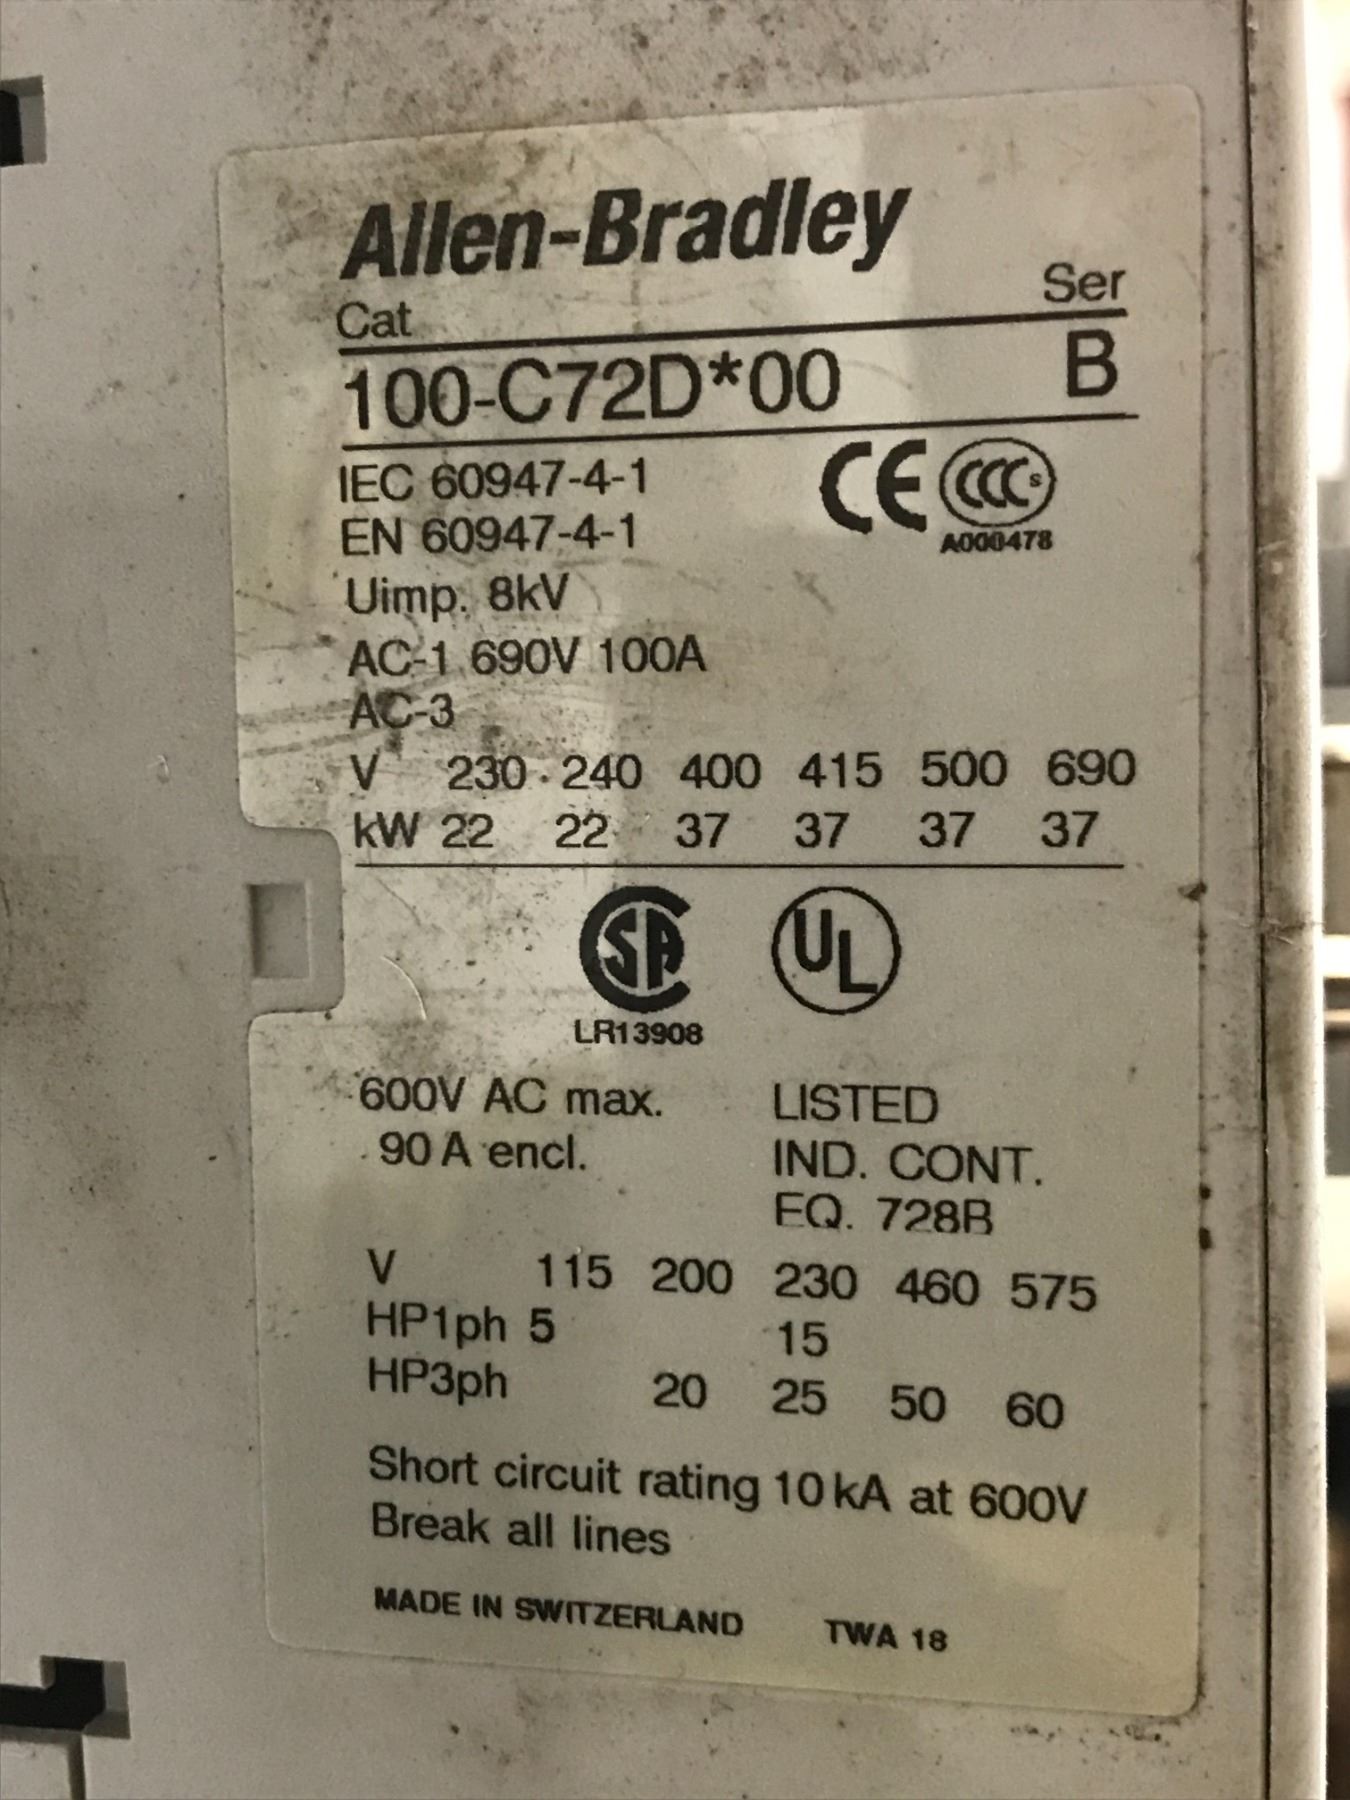 Allen-Bradley
Cat Ser
100-C72D*00 B
IEC 60947-4-1
EN 60947-4-1
CE CCC S
A000478
Uimp. 8kV
AC-1 690V 100A
AC-3
V 230 240 400 415 500 690
kW 22 22 37 37 37 37
SA UL
LR13908
600V AC max.
90 A encl.
LISTED
IND. CONT.
EQ. 728B
V 115 200 230 460 575
HP1ph 5 15
HP3ph 20 25 50 60
Short circuit rating 10 kA at 600V
Break all lines
MADE IN SWITZERLAND TWA 18